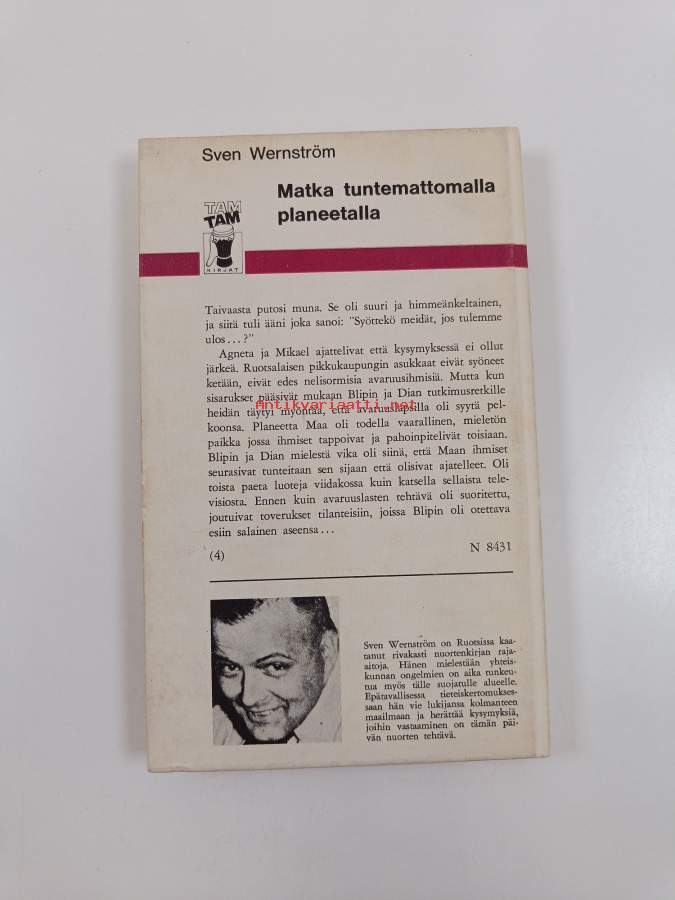 Sven Wernström
Matka tuntemattomalla
planeetalla
TAM
TAM
KIRJAT
Taivaasta putosi muna. Se oli suuri ja himmeänkeltainen,
ja siitä tuli ääni joka sanoi: ”Syöttekö meidät, jos tulemme
ulos...?”
Agneta ja Mikael ajattelivat että kysymyksessä ei ollut
järkeä. Ruotsalaisen pikkukaupungin asukkaat eivät syöneet
ketään, eivät edes nelisormisia avaruusihmisiä. Mutta kun
sisarukset pääsivät mukaan Blipin ja Dian tutkimusretkille
Antikvariaatti.net
heidän täytyi myöntää, että avaruuslapsilla oli syytä pel-
koonsa. Planeetta Maa oli todella vaarallinen, mieletön
paikka jossa ihmiset tappoivat ja pahoinpitelivät toisiaan.
Blipin ja Dian mielestä vika oli siinä, että Maan ihmiset
seurasivat tunteitaan sen sijaan että olisivat ajatelleet. Oli
toista paeta luoteja viidakossa kuin katsella sellaista tele-
visiosta. Ennen kuin avaruuslasten tehtävä oli suoritettu,
joutuivat toverukset tilanteisiin, joissa Blipin oli otettava
esiin salainen aseensa...
(4) N 8431
Sven Wernström on Ruotsissa kaa-
tanut rivakasti nuortenkirjan raja-
aitoja. Hänen mielestään yhteis-
kunnan ongelmien on aika tunkeu-
tua myös tälle suojatulle alueelle.
Epätavallisessa tieteiskertomukses-
saan hän vie lukijansa kolmanteen
maailmaan ja herättää kysymyksiä,
joihin vastaaminen on tämän päi-
vän nuorten tehtävä.